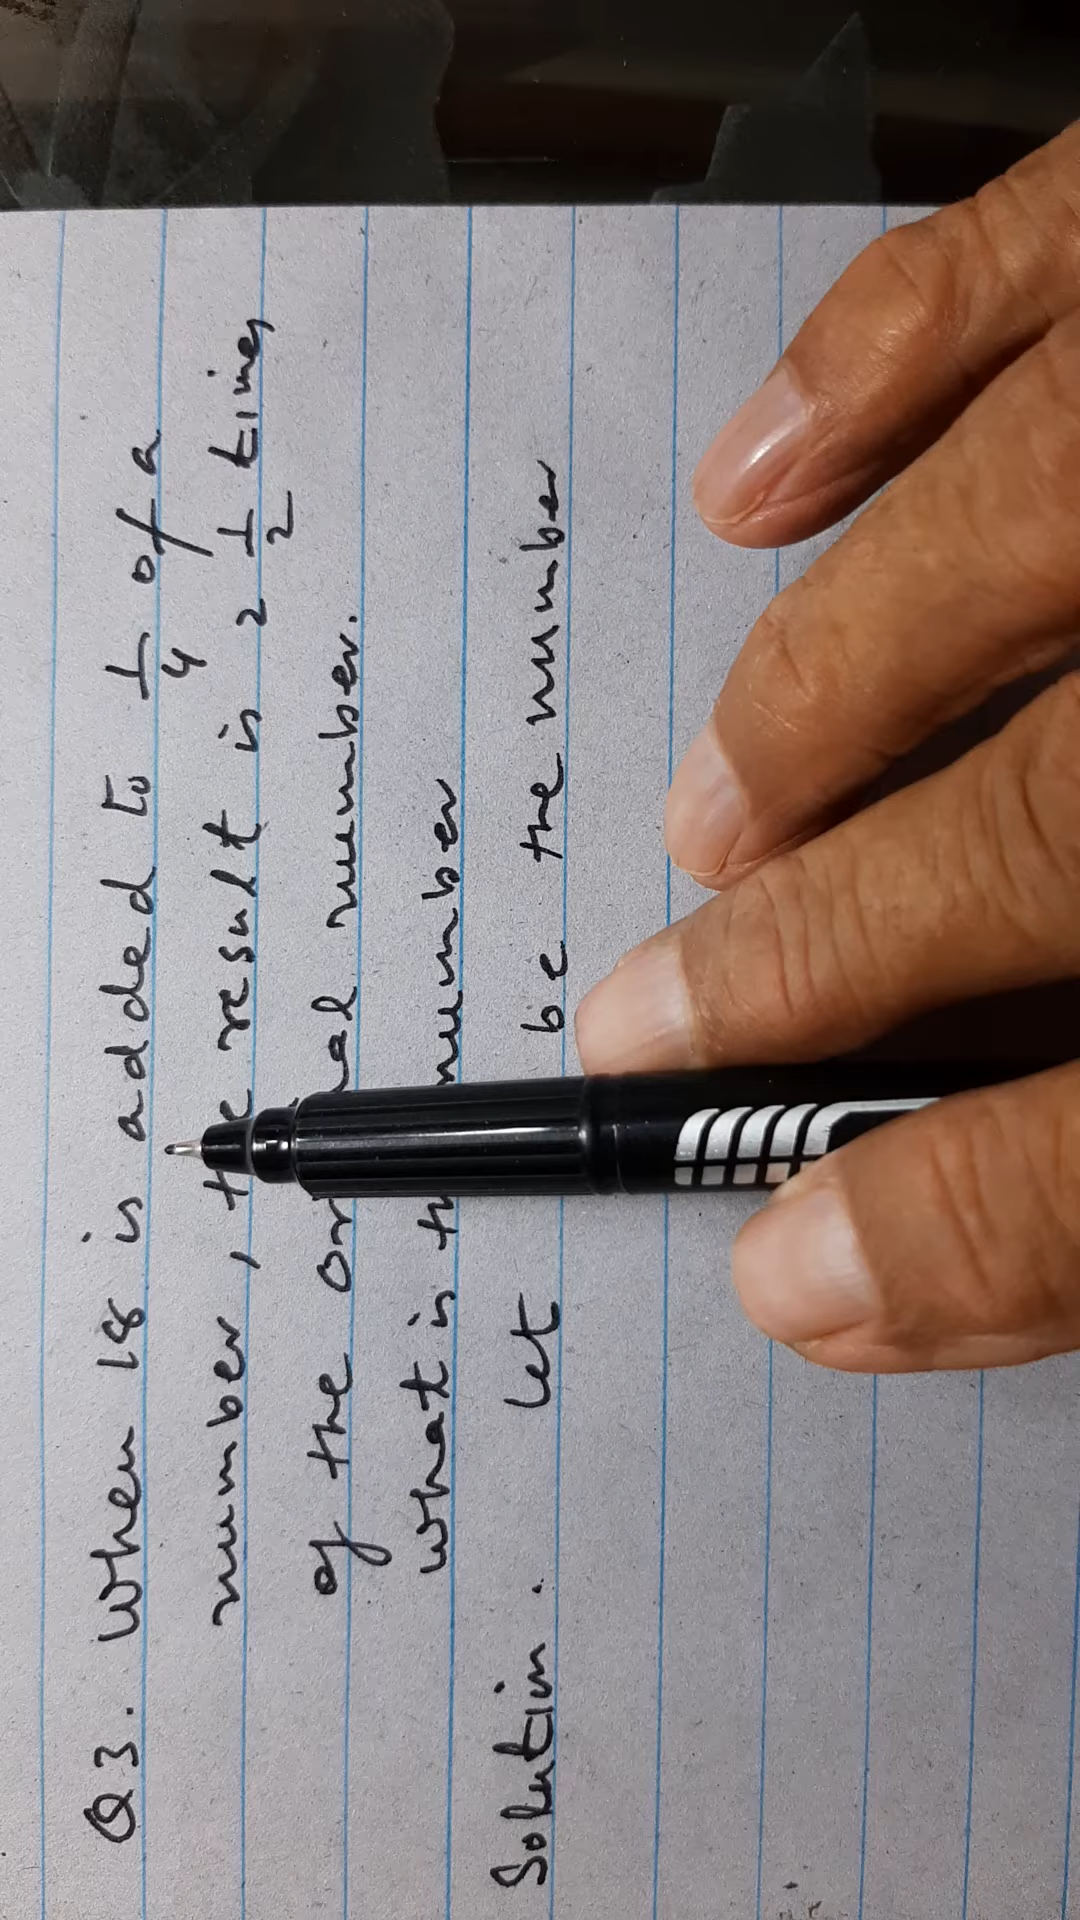 Q3. When 18 is added to 1/4 of a
number, the result is 2 1/2 times
of the original number.
What is the number
Solution. Let be the number